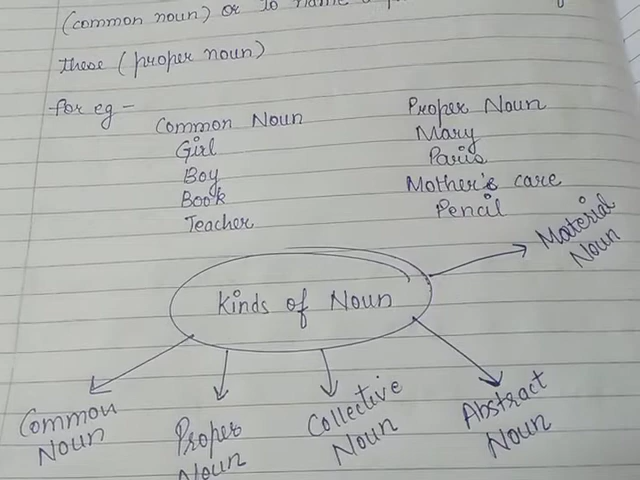 (common noun) or to name a
these (proper noun)
for eg -
Common Noun Proper Noun
Girl Mary
Boy Paris
Book Mother's care
Teacher Pencil
Kinds of Noun
Material Noun
Common Noun
Proper Noun
Collective Noun
Abstract Noun